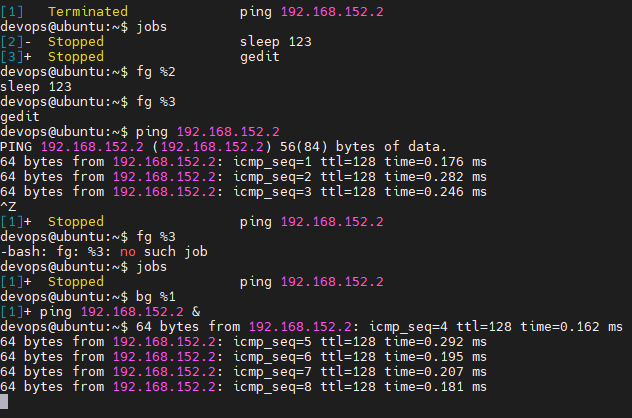 [1]   Terminated              ping 192.168.152.2
devops@ubuntu:~$ jobs
[2]-  Stopped                 sleep 123
[3]+  Stopped                 gedit
devops@ubuntu:~$ fg %2
sleep 123
devops@ubuntu:~$ fg %3
gedit
devops@ubuntu:~$ ping 192.168.152.2
PING 192.168.152.2 (192.168.152.2) 56(84) bytes of data.
64 bytes from 192.168.152.2: icmp_seq=1 ttl=128 time=0.176 ms
64 bytes from 192.168.152.2: icmp_seq=2 ttl=128 time=0.282 ms
64 bytes from 192.168.152.2: icmp_seq=3 ttl=128 time=0.246 ms
^Z
[1]+  Stopped                 ping 192.168.152.2
devops@ubuntu:~$ fg %3
-bash: fg: %3: no such job
devops@ubuntu:~$ jobs
[1]+  Stopped                 ping 192.168.152.2
devops@ubuntu:~$ bg %1
[1]+ ping 192.168.152.2 &
devops@ubuntu:~$ 64 bytes from 192.168.152.2: icmp_seq=4 ttl=128 time=0.162 ms
64 bytes from 192.168.152.2: icmp_seq=5 ttl=128 time=0.292 ms
64 bytes from 192.168.152.2: icmp_seq=6 ttl=128 time=0.195 ms
64 bytes from 192.168.152.2: icmp_seq=7 ttl=128 time=0.207 ms
64 bytes from 192.168.152.2: icmp_seq=8 ttl=128 time=0.181 ms